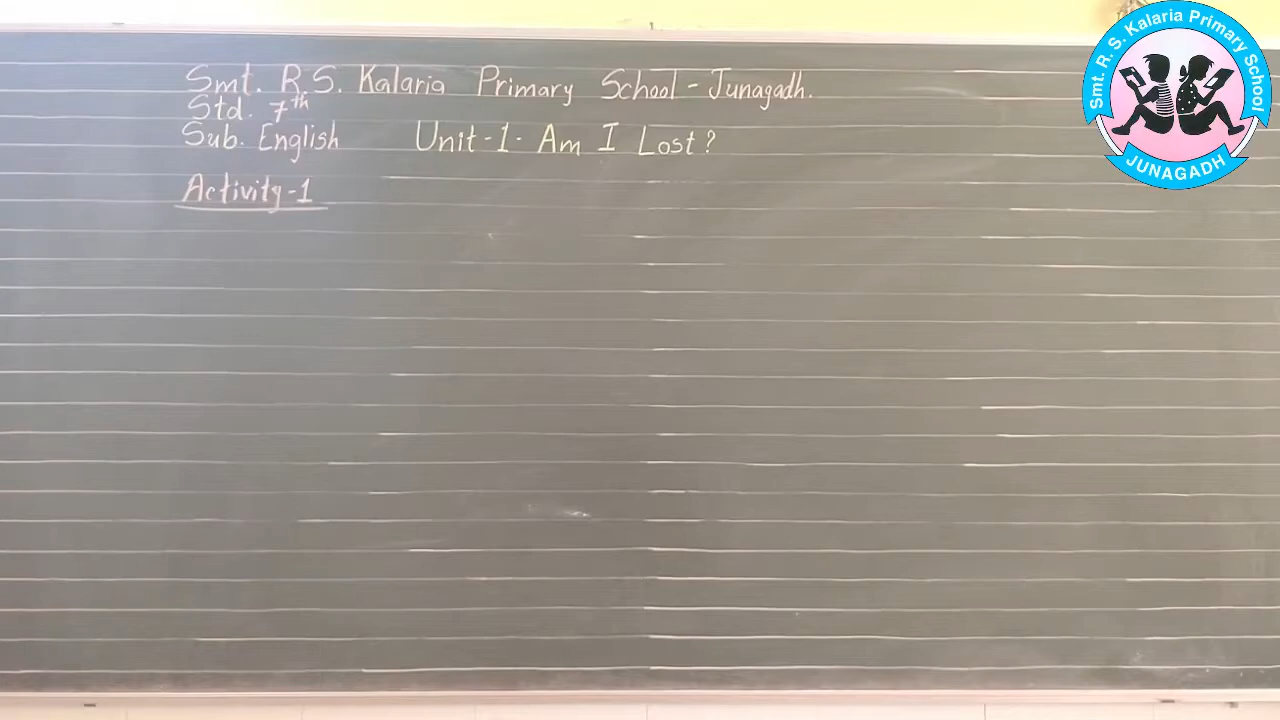 Smt. R.S. Kalaria Primary School - Junagadh.
Std. 7th
Sub. English Unit-1. Am I Lost?
Activity-1
Smt. R. S. Kalaria Primary School
JUNAGADH